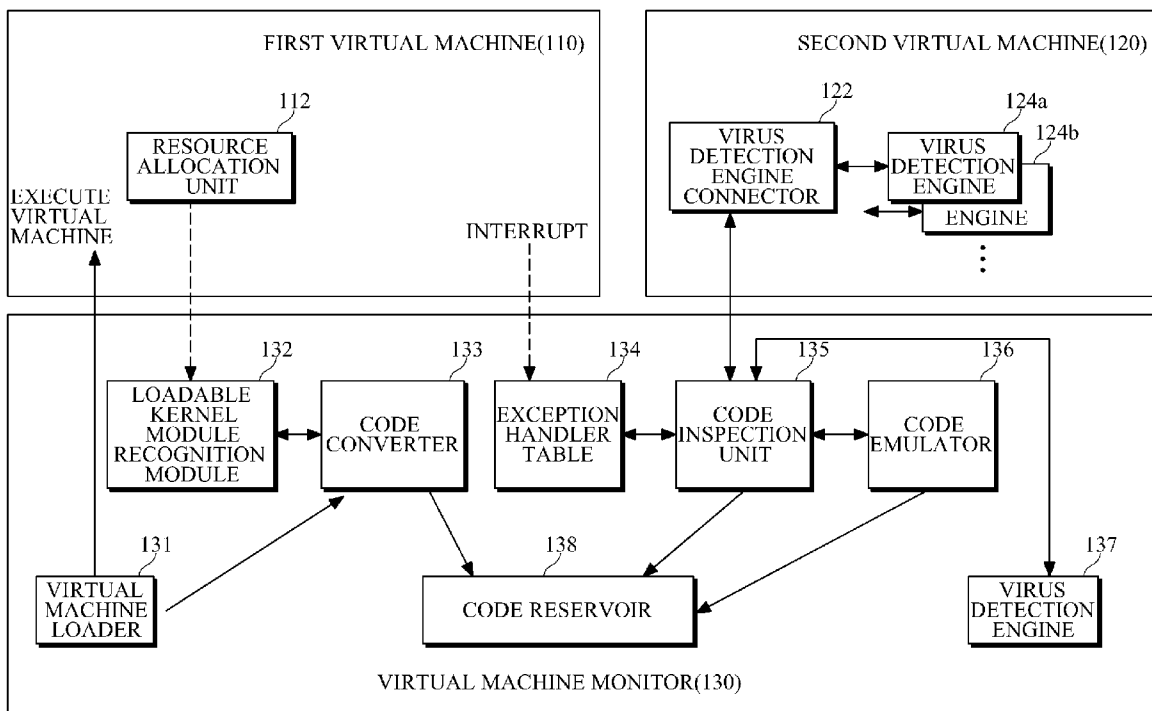 FIRST VIRTUAL MACHINE(110)
112
RESOURCE
ALLOCATION
UNIT
EXECUTE
VIRTUAL
MACHINE
INTERRUPT
SECOND VIRTUAL MACHINE(120)
122
VIRUS
DETECTION
ENGINE
CONNECTOR
124a
VIRUS
DETECTION
ENGINE
124b
ENGINE
132
LOADABLE
KERNEL
MODULE
RECOGNITION
MODULE
133
CODE
CONVERTER
134
EXCEPTION
HANDLER
TABLE
135
CODE
INSPECTION
UNIT
136
CODE
EMULATOR
131
VIRTUAL
MACHINE
LOADER
138
CODE RESERVOIR
137
VIRUS
DETECTION
ENGINE
VIRTUAL MACHINE MONITOR(130)